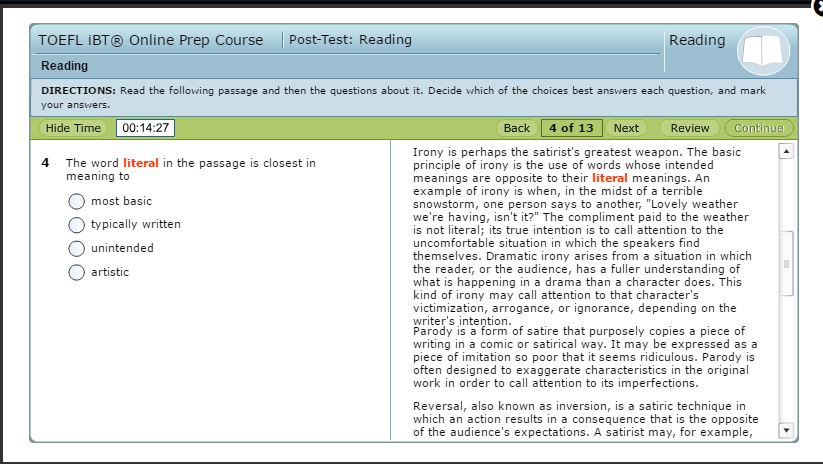 TOEFL iBT® Online Prep Course
Post-Test: Reading
Reading
Reading
DIRECTIONS: Read the following passage and then the questions about it. Decide which of the choices best answers each question, and mark
your answers.
Hide Time
00:14:27
Back
4 of 13
Next
Review
Continue
4 The word literal in the passage is closest in
meaning to
most basic
typically written
unintended
artistic
Irony is perhaps the satirist's greatest weapon. The basic
principle of irony is the use of words whose intended
meanings are opposite to their literal meanings. An
example of irony is when, in the midst of a terrible
snowstorm, one person says to another, "Lovely weather
we're having, isn't it?" The compliment paid to the weather
is not literal; its true intention is to call attention to the
uncomfortable situation in which the speakers find
themselves. Dramatic irony arises from a situation in which
the reader, or the audience, has a fuller understanding of
what is happening in a drama than a character does. This
kind of irony may call attention to that character's
victimization, arrogance, or ignorance, depending on the
writer's intention.
Parody is a form of satire that purposely copies a piece of
writing in a comic or satirical way. It may be expressed as a
piece of imitation so poor that it seems ridiculous. Parody is
often designed to exaggerate characteristics in the original
work in order to call attention to its imperfections.
Reversal, also known as inversion, is a satiric technique in
which an action results in a consequence that is the opposite
of the audience's expectations. A satirist may, for example,